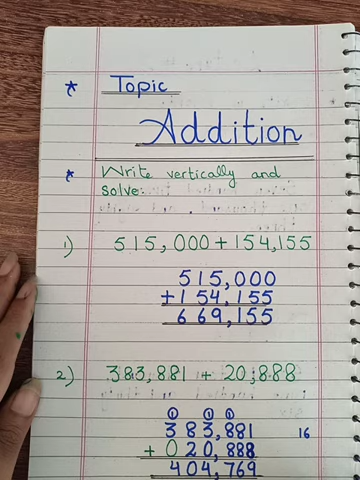 * Topic
Addition
* Write vertically and
solve.
1) 515,000 + 154,155
515,000
+154,155
669,155
2) 383,881 + 20,888
1 1 1
383,881 16
+ 020,888
404,769